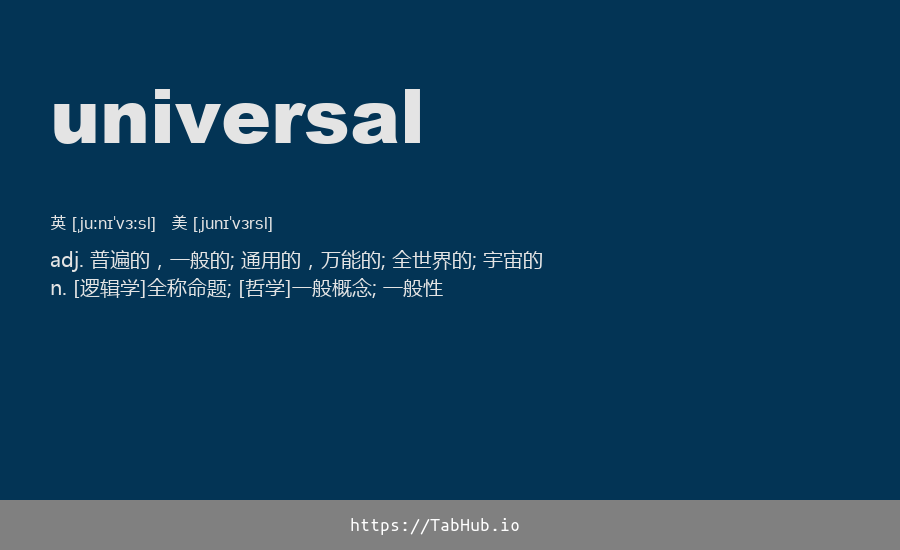 universal
英 [ˌjuːnɪˈvɜːsl] 美 [ˌjunɪˈvɜrsl]
adj. 普遍的，一般的; 通用的，万能的; 全世界的; 宇宙的
n. [逻辑学]全称命题; [哲学]一般概念; 一般性
https://TabHub.io